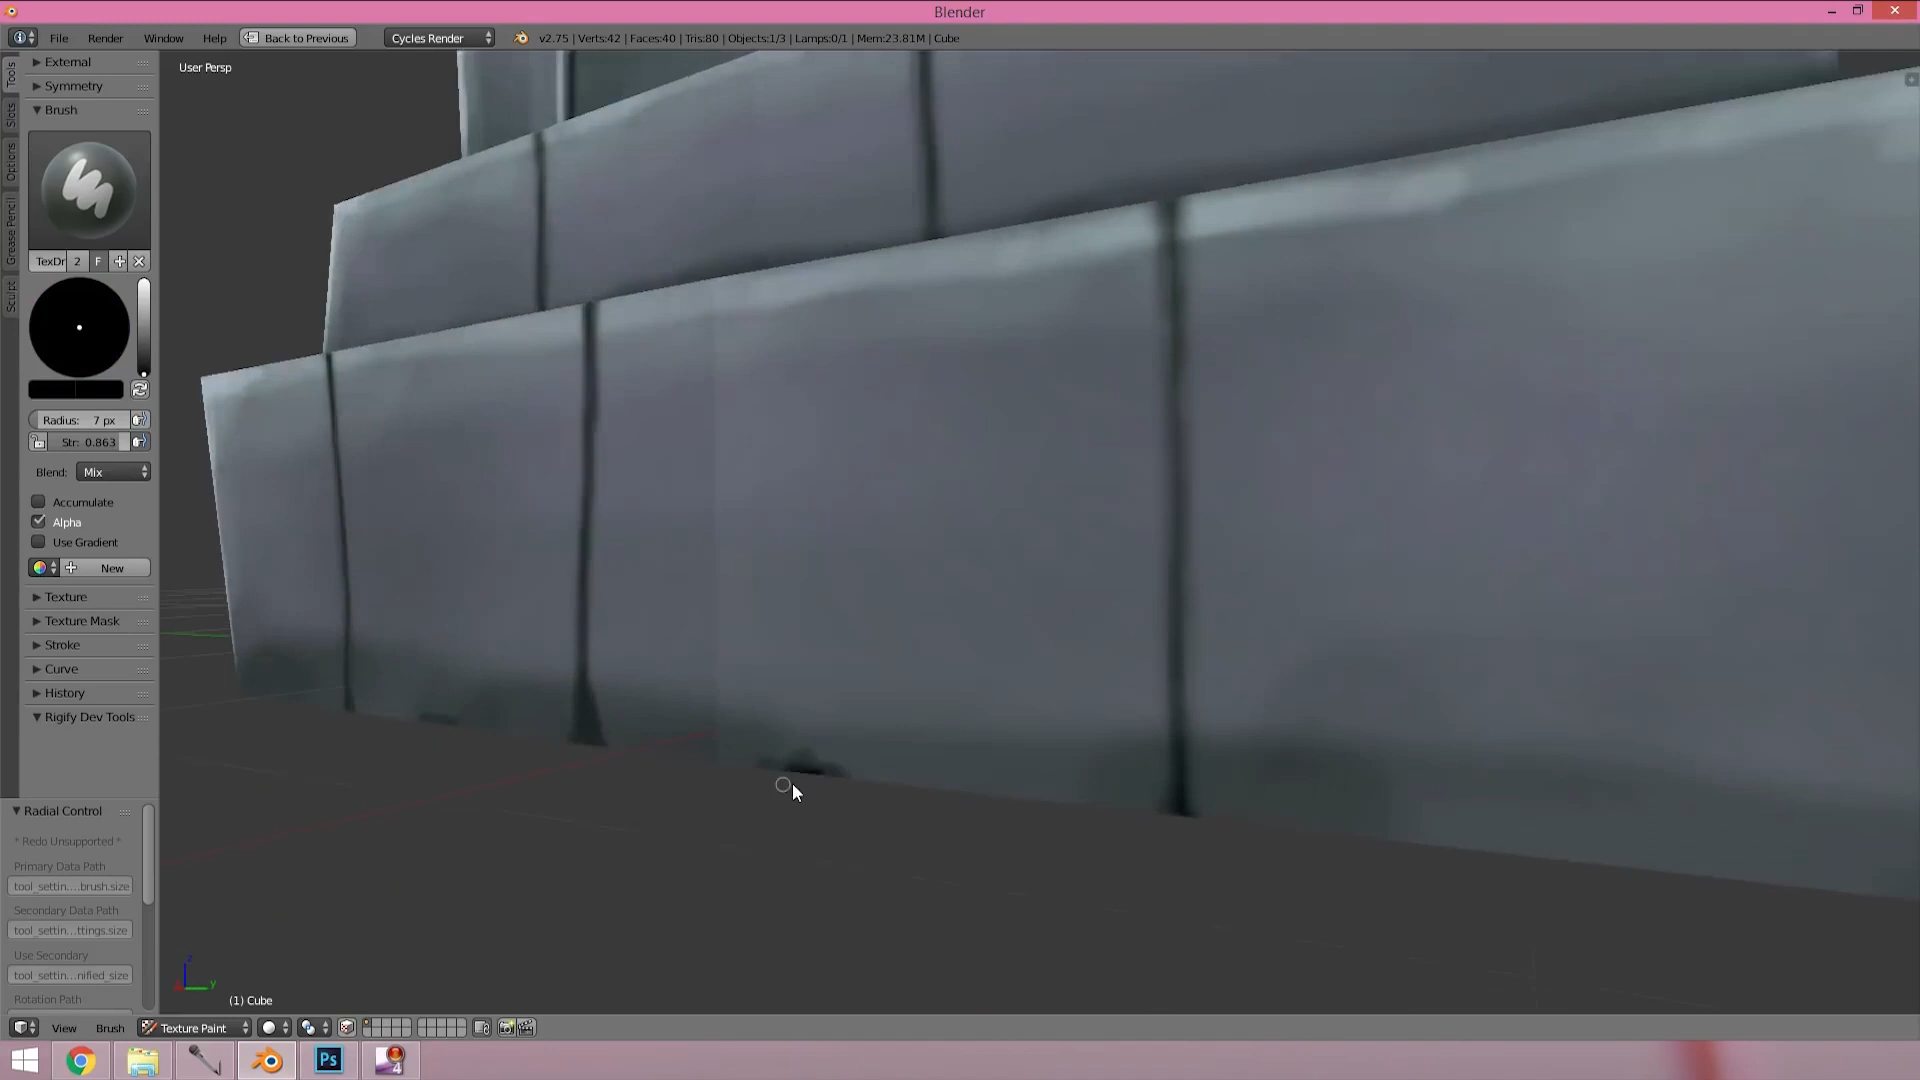 Blender
File Render Window Help Back to Previous Cycles Render v2.75 | Verts:42 | Faces:40 | Tris:80 | Objects:1/3 | Lamps:0/1 | Mem:23.81M | Cube
User Persp
Tools
Slots
Options
Grease Pencil
Sculpt
External
Symmetry
Brush
TexDr 2 F
Radius: 7 px
Str: 0.863
Blend: Mix
Accumulate
Alpha
Use Gradient
New
Texture
Texture Mask
Stroke
Curve
History
Rigify Dev Tools
Radial Control
* Redo Unsupported *
Primary Data Path
tool_settin....brush.size
Secondary Data Path
tool_settin...ttings.size
Use Secondary
tool_settin...nified_size
Rotation Path
z
y
(1) Cube
View Brush Texture Paint
Ps
4